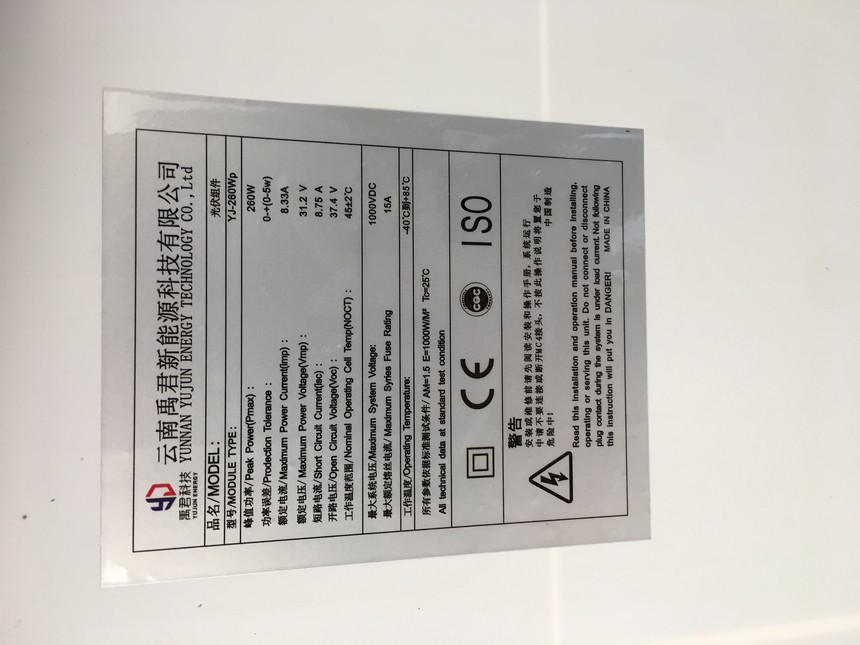 禹君科技
YUJUN ENERGY
云南禹君新能源科技有限公司
YUNNAN YUJUN ENERGY TECHNOLOGY CO.,Ltd
品名/MODEL: 光伏组件
型号/MODULE TYPE: YJ-260Wp
峰值功率/Peak Power(Pmax): 260W
功率误差/Prodection Tolerance: 0-+(0-5w)
额定电流/Maximum Power Current(Imp): 8.33A
额定电压/Maximum Power Voltage(Vmp): 31.2 V
短路电流/Short Circuit Current(Isc): 8.75 A
开路电压/Open Circuit Voltage(Voc): 37.4 V
工作温度范围/Nominal Operating Cell Temp(NOCT): 45±2℃
最大系统电压/Maximum System Voltage: 1000VDC
最大额定熔丝电流/Maximum Syries Fuse Rating 15A
工作温度/Operating Temperature: -40℃到+85℃
所有参数依据标准测试条件/ AM=1.5 E=1000W/M² Tc=25℃
All technical data at standard test condition
CE
CQC
ISO
警告
安装或维修前请先阅读安装和操作手册，系统运行
中请不要连接或断开MC4接头，不按此操作说明将置您于
危险中！ 中国制造
Read this installation and operation manual before installing,
operating or serving this unit. Do not connect or disconnect
plug contact during the system is under load current. Not following
this instruction will put you in DANGER! MADE IN CHINA